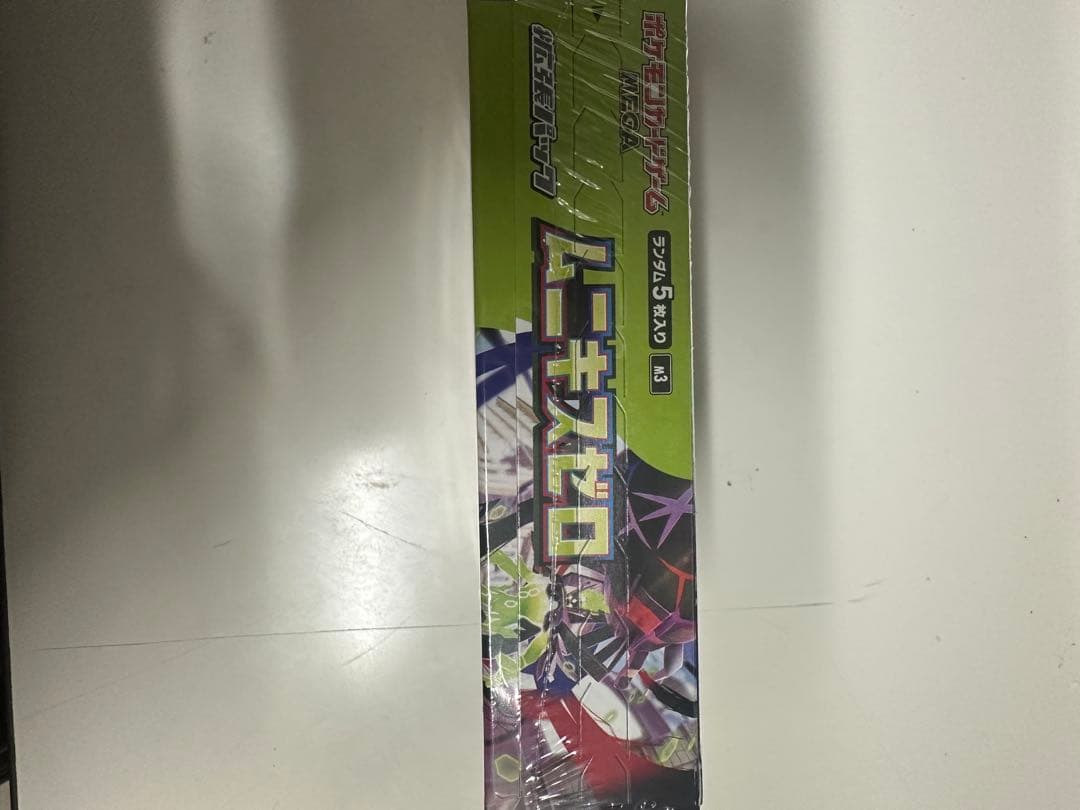 ポケモンカードゲーム
MEGA
ランダム5枚入り M3
拡張パック
ムニキスゼロ